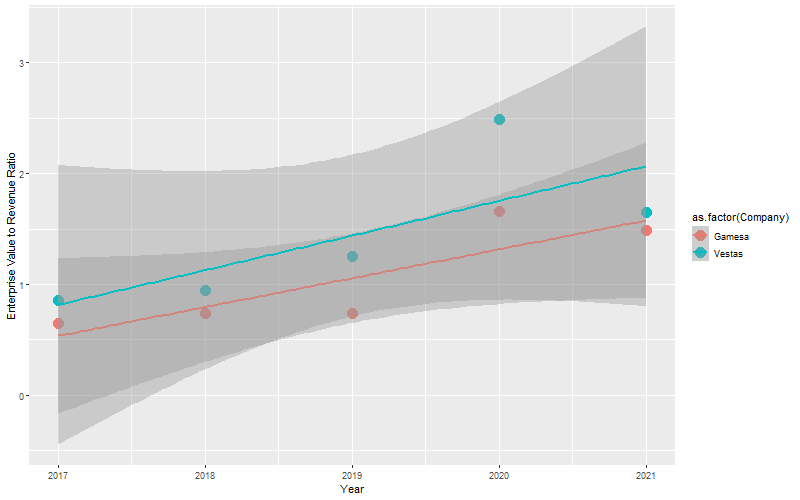 Enterprise Value to Revenue Ratio
3
2
1
0
2017 2018 2019 2020 2021
Year
as.factor(Company)
Gamesa
Vestas